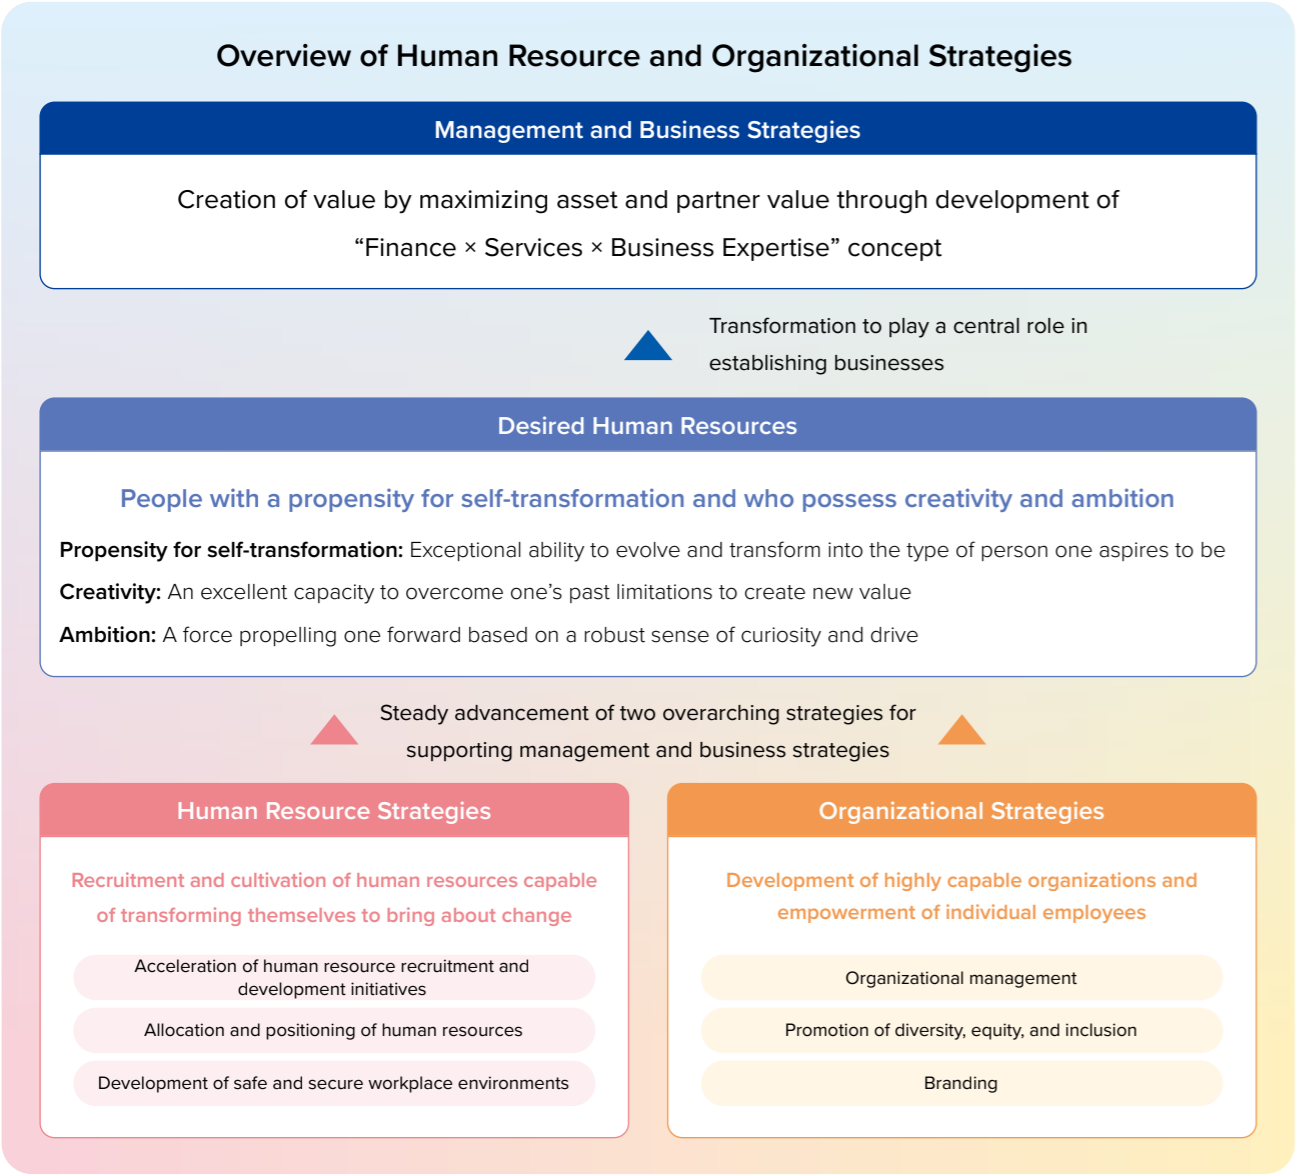 Overview of Human Resource and Organizational Strategies
Management and Business Strategies
Creation of value by maximizing asset and partner value through development of
“Finance × Services × Business Expertise” concept
Transformation to play a central role in
establishing businesses
Desired Human Resources
People with a propensity for self-transformation and who possess creativity and ambition
Propensity for self-transformation: Exceptional ability to evolve and transform into the type of person one aspires to be
Creativity: An excellent capacity to overcome one’s past limitations to create new value
Ambition: A force propelling one forward based on a robust sense of curiosity and drive
Steady advancement of two overarching strategies for
supporting management and business strategies
Human Resource Strategies
Recruitment and cultivation of human resources capable
of transforming themselves to bring about change
Acceleration of human resource recruitment and
development initiatives
Allocation and positioning of human resources
Development of safe and secure workplace environments
Organizational Strategies
Development of highly capable organizations and
empowerment of individual employees
Organizational management
Promotion of diversity, equity, and inclusion
Branding